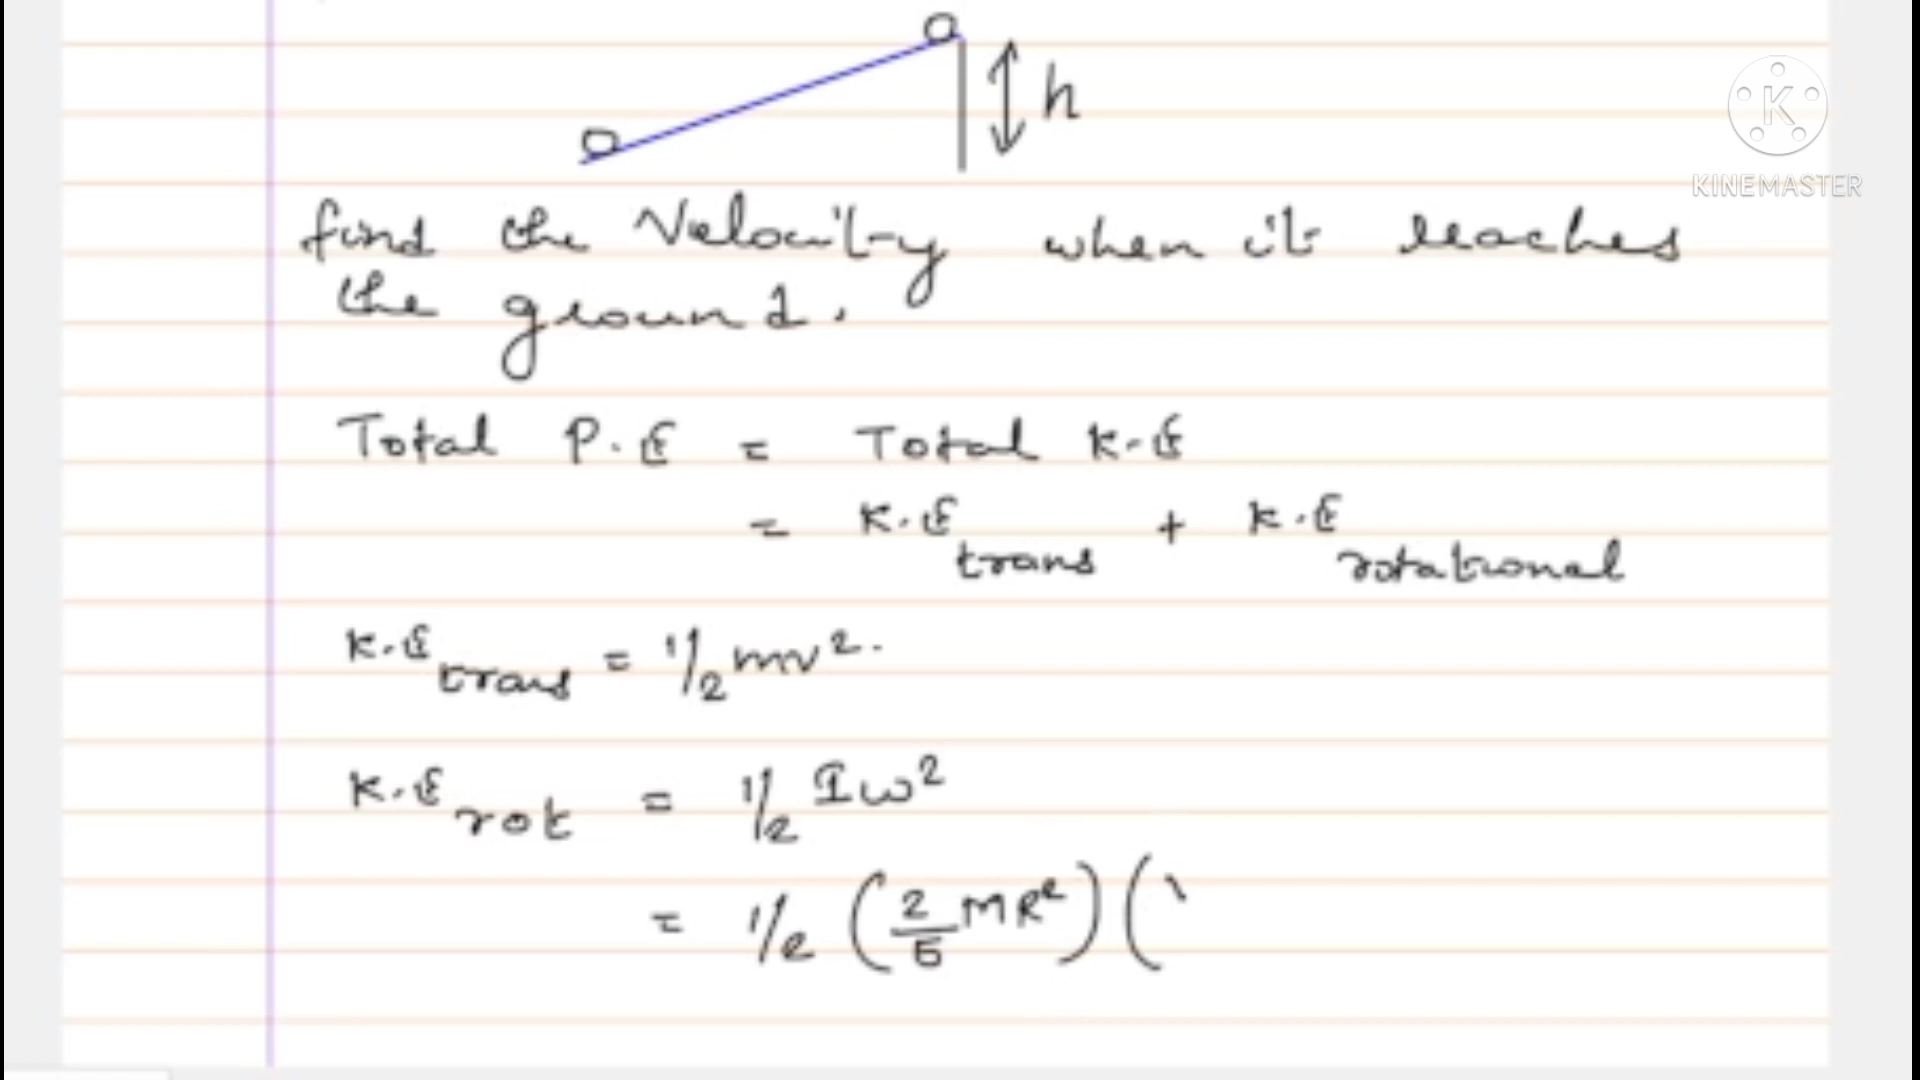 h
K
KINEMASTER
find the Velocity when it reaches
the ground.
Total P.E = Total K.E
= K.E trans + K.E rotational
K.E trans = 1/2 mv².
K.E rot = 1/2 Iω²
= 1/2 (2/5 MR²) (